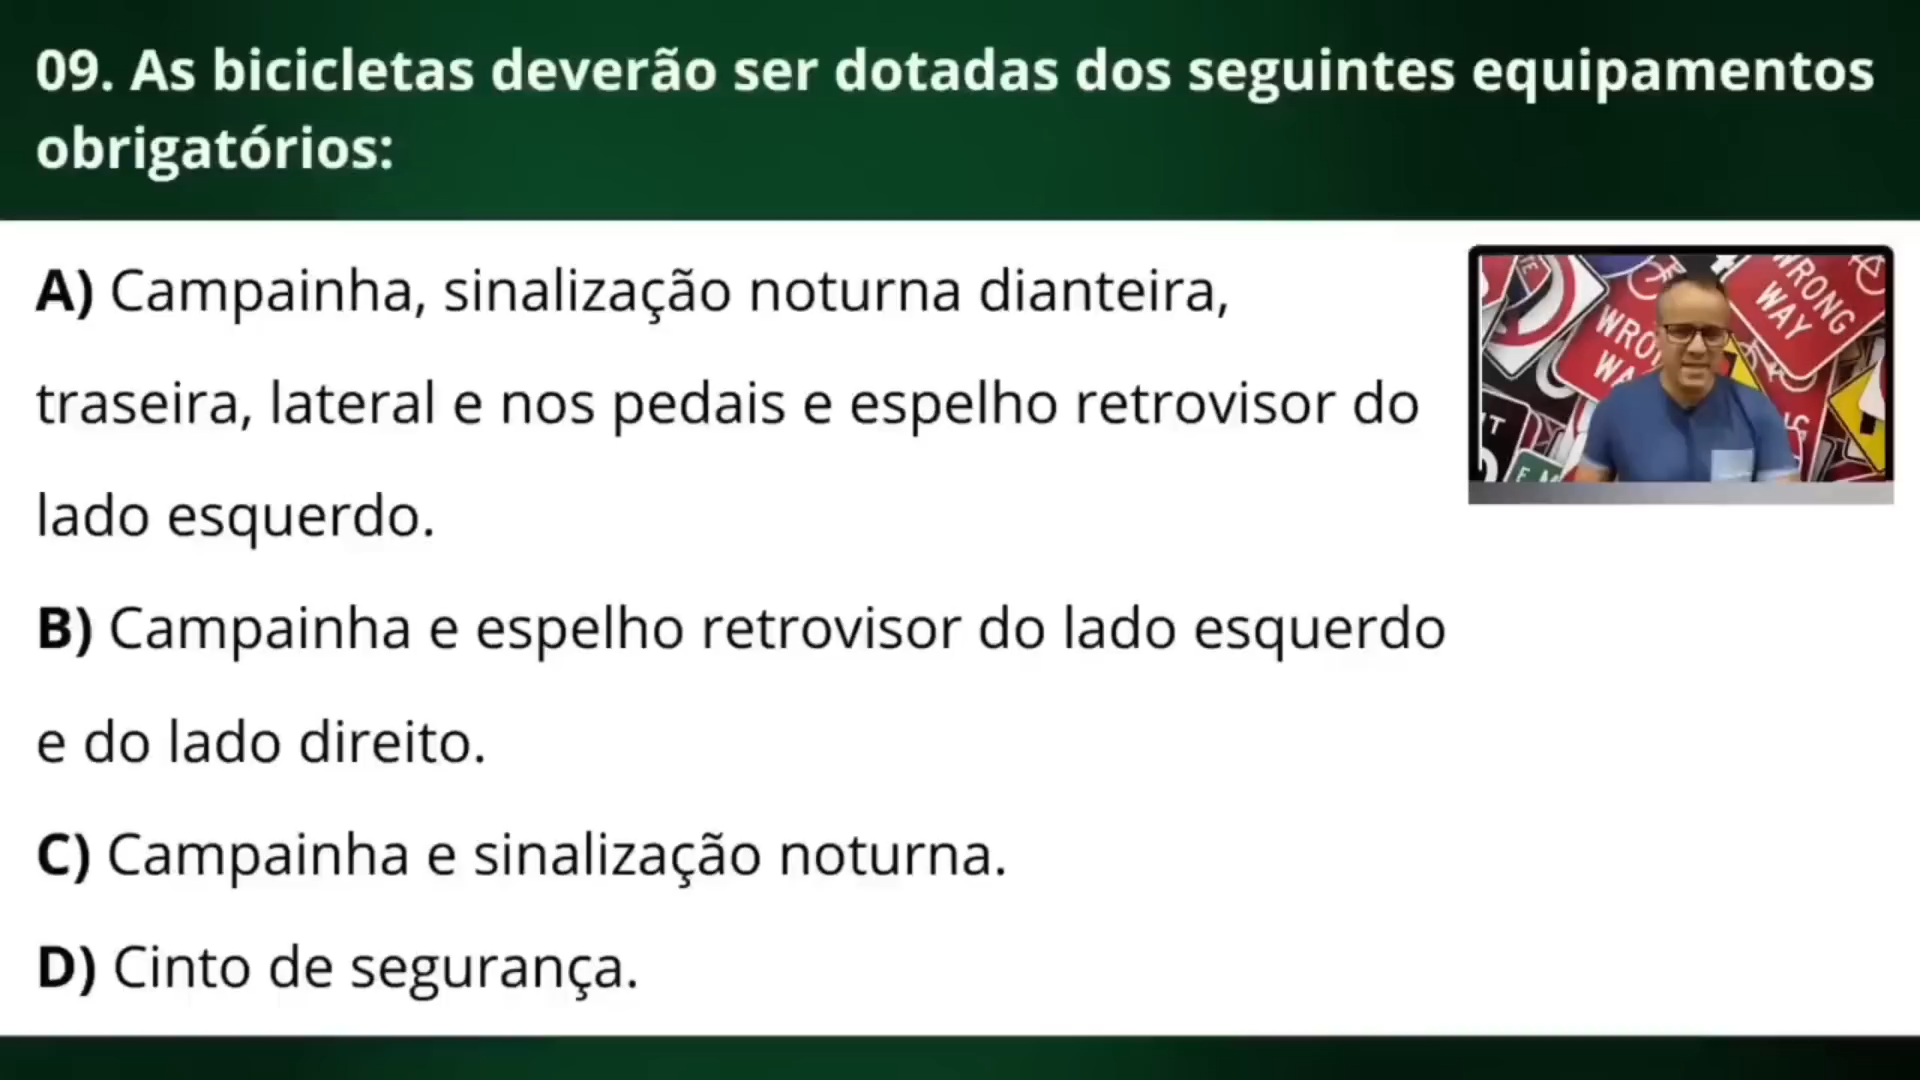 09. As bicicletas deverão ser dotadas dos seguintes equipamentos
obrigatórios:
A) Campainha, sinalização noturna dianteira,
traseira, lateral e nos pedais e espelho retrovisor do
lado esquerdo.
B) Campainha e espelho retrovisor do lado esquerdo
e do lado direito.
C) Campainha e sinalização noturna.
D) Cinto de segurança.
WRONG
WAY